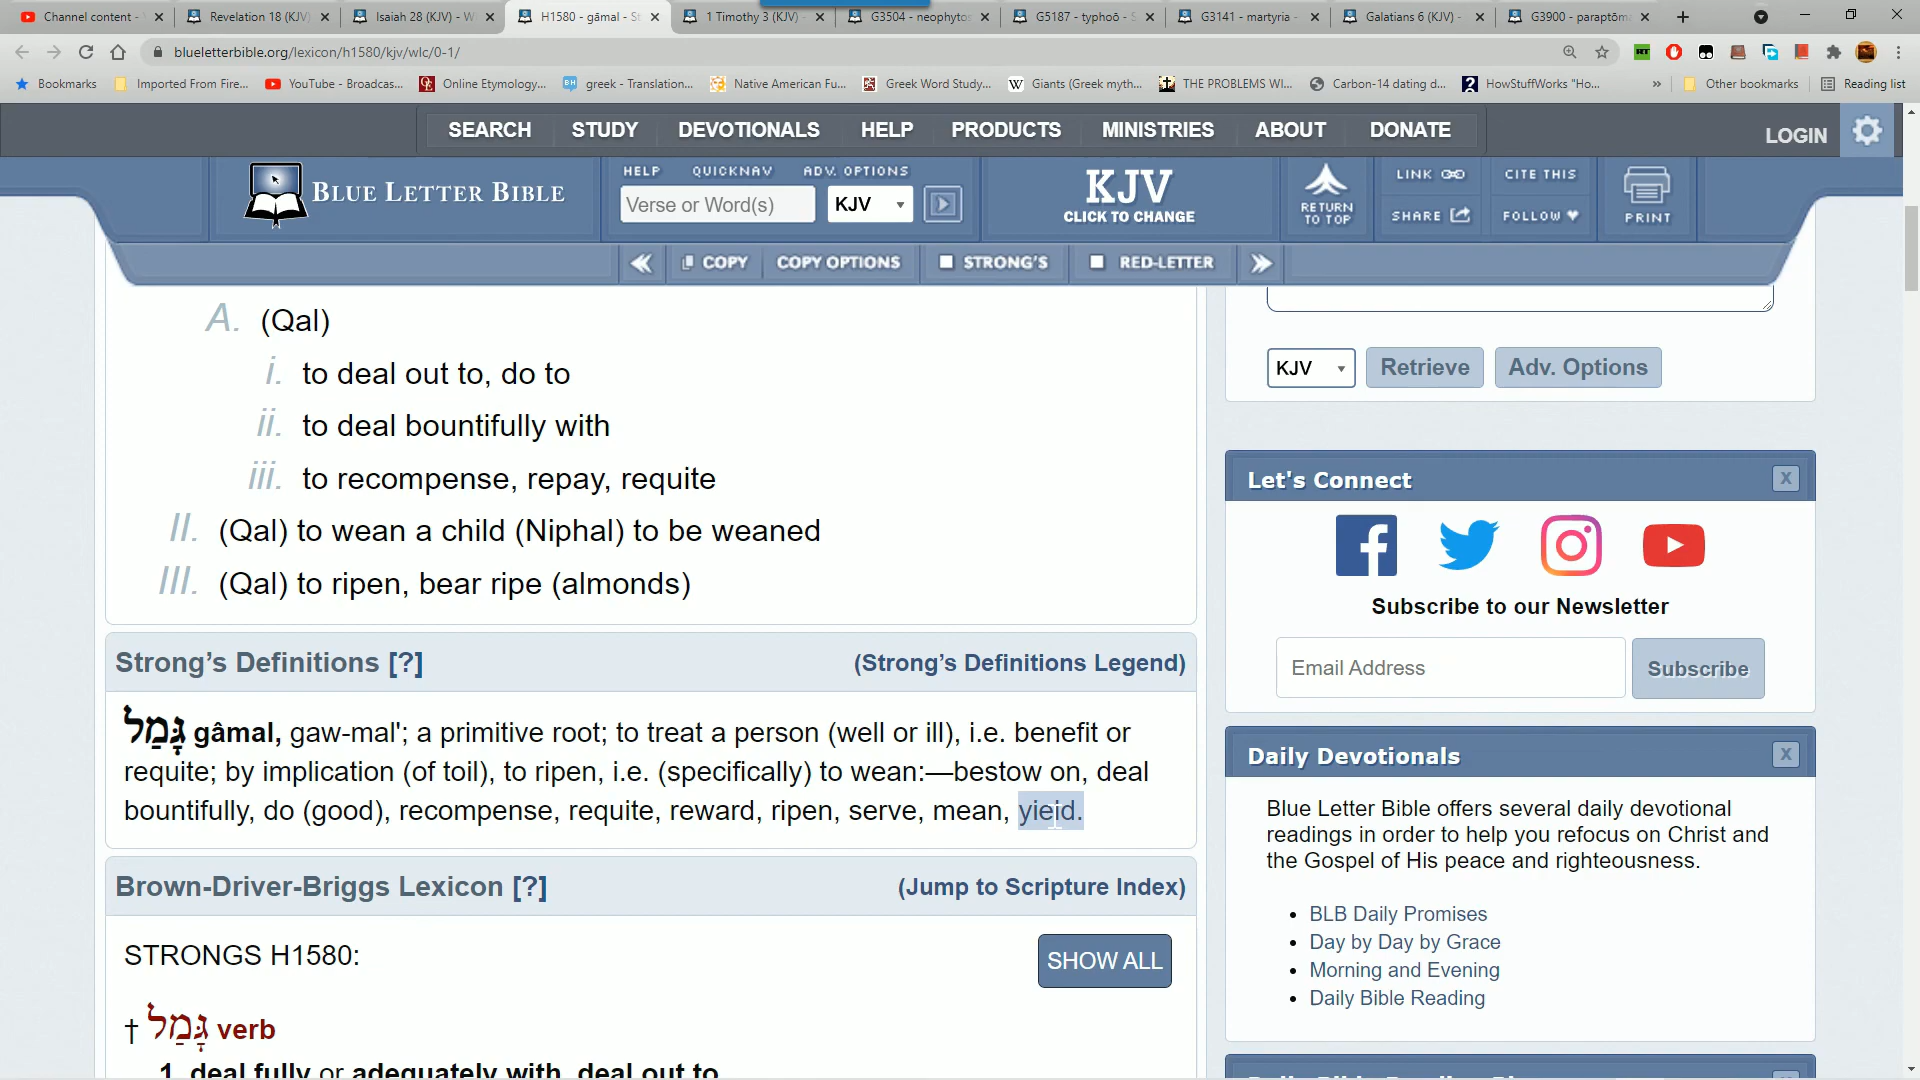 Channel content -
Revelation 18 (KJV)
Isaiah 28 (KJV) - W
H1580 - gâmal - St
1 Timothy 3 (KJV)
G3504 - neophytos
G5187 - typhoō - S
G3141 - martyria -
Galatians 6 (KJV) -
G3900 - paraptōma
blueletterbible.org/lexicon/h1580/kjv/wlc/0-1/
Bookmarks
Imported From Fire...
YouTube - Broadcas...
Online Etymology...
greek - Translation...
Native American Fu...
Greek Word Study...
Giants (Greek myth...
THE PROBLEMS WI...
Carbon-14 dating d...
HowStuffWorks "Ho...
»
Other bookmarks
Reading list
SEARCH STUDY DEVOTIONALS HELP PRODUCTS MINISTRIES ABOUT DONATE
LOGIN
BLUE LETTER BIBLE
HELP QUICKNAV ADV. OPTIONS
Verse or Word(s)
KJV
KJV
CLICK TO CHANGE
RETURN
TO TOP
LINK
CITE THIS
SHARE
FOLLOW
PRINT
COPY
COPY OPTIONS
STRONG'S
RED-LETTER
A. (Qal)
i. to deal out to, do to
ii. to deal bountifully with
iii. to recompense, repay, requite
II. (Qal) to wean a child (Niphal) to be weaned
III. (Qal) to ripen, bear ripe (almonds)
Strong’s Definitions [?]
(Strong’s Definitions Legend)
גָּמַל gâmal, gaw-mal'; a primitive root; to treat a person (well or ill), i.e. benefit or
requite; by implication (of toil), to ripen, i.e. (specifically) to wean:—bestow on, deal
bountifully, do (good), recompense, requite, reward, ripen, serve, mean, yield.
Brown-Driver-Briggs Lexicon [?]
(Jump to Scripture Index)
STRONGS H1580:
SHOW ALL
† גָּמַל verb
1. deal fully or adequately with, deal out to
KJV
Retrieve
Adv. Options
Let's Connect
X
Subscribe to our Newsletter
Email Address
Subscribe
Daily Devotionals
X
Blue Letter Bible offers several daily devotional
readings in order to help you refocus on Christ and
the Gospel of His peace and righteousness.
• BLB Daily Promises
• Day by Day by Grace
• Morning and Evening
• Daily Bible Reading